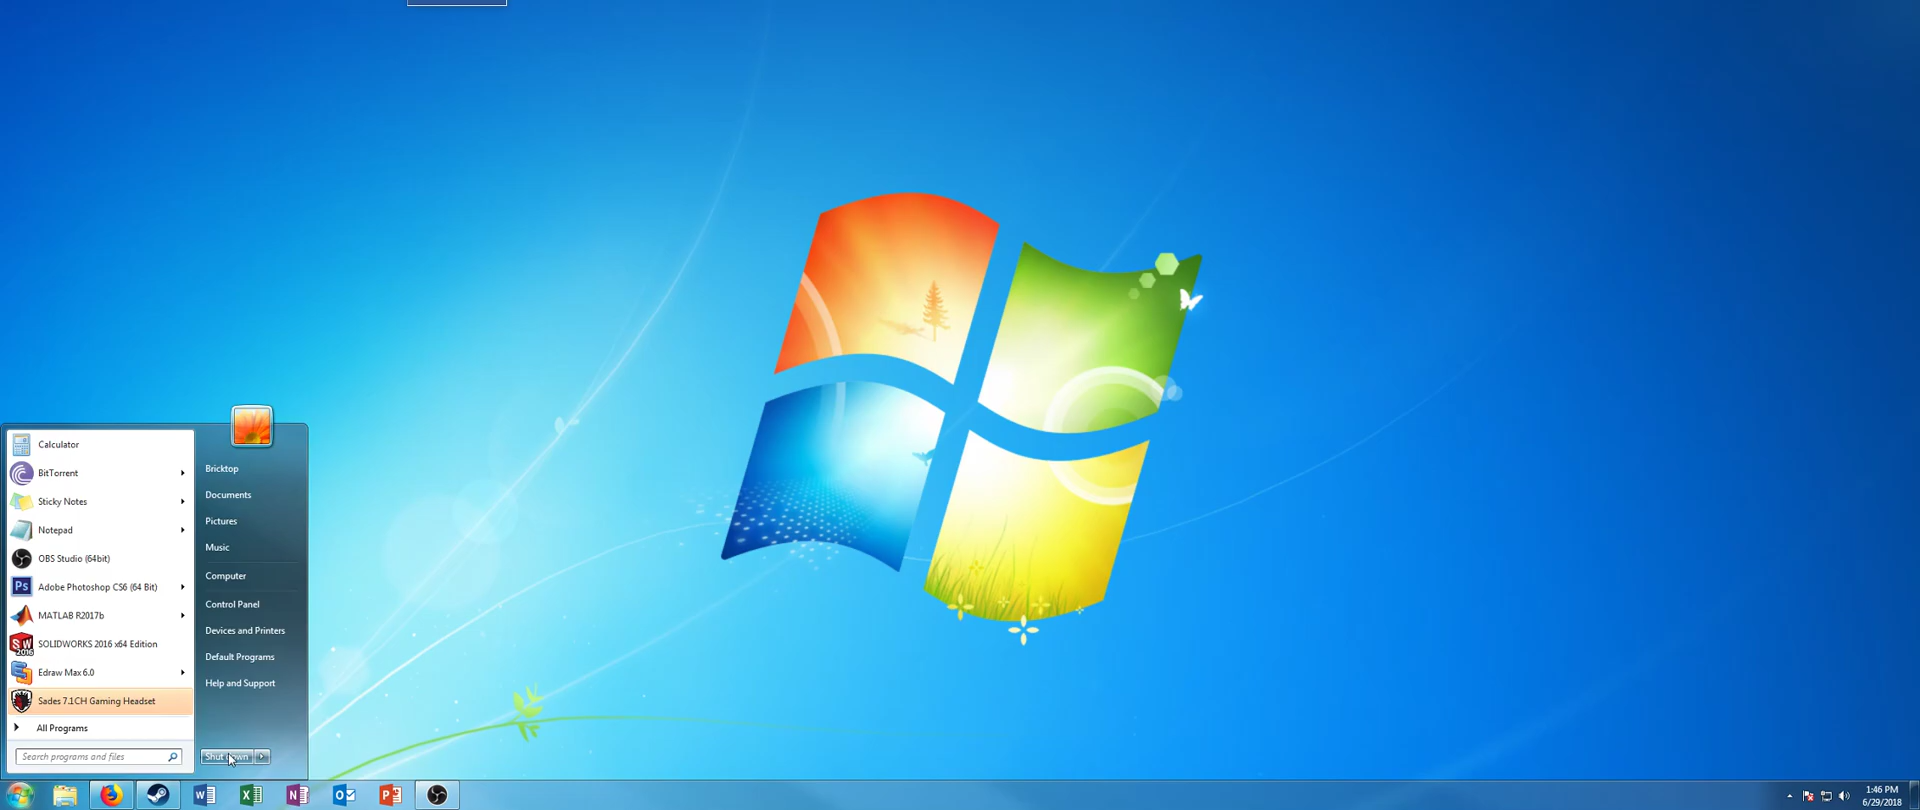 Calculator
BitTorrent
Sticky Notes
Notepad
OBS Studio (64bit)
Ps
Adobe Photoshop CS6 (64 Bit)
MATLAB R2017b
SW
2016
SOLIDWORKS 2016 x64 Edition
Edraw Max 6.0
Sades 7.1CH Gaming Headset
All Programs
Search programs and files
Bricktop
Documents
Pictures
Music
Computer
Control Panel
Devices and Printers
Default Programs
Help and Support
Shut down
1:46 PM
6/29/2018